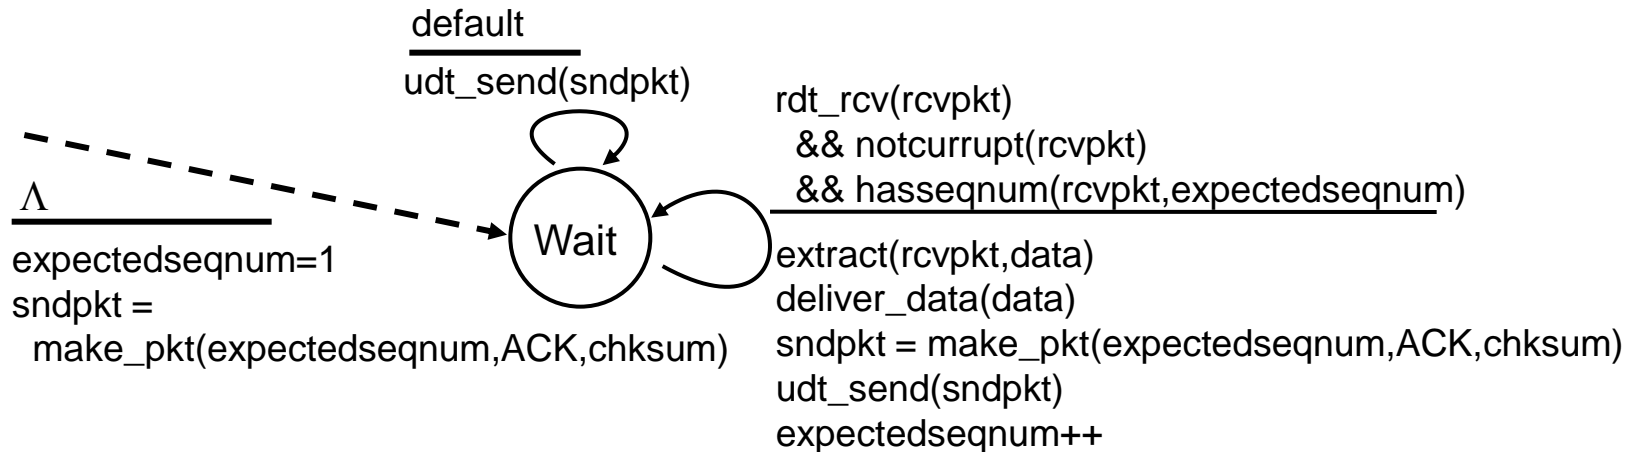 default
udt_send(sndpkt)
Λ
expectedseqnum=1
sndpkt =
make_pkt(expectedseqnum,ACK,chksum)
Wait
rdt_rcv(rcvpkt)
&& notcurrupt(rcvpkt)
&& hasseqnum(rcvpkt,expectedseqnum)
extract(rcvpkt,data)
deliver_data(data)
sndpkt = make_pkt(expectedseqnum,ACK,chksum)
udt_send(sndpkt)
expectedseqnum++